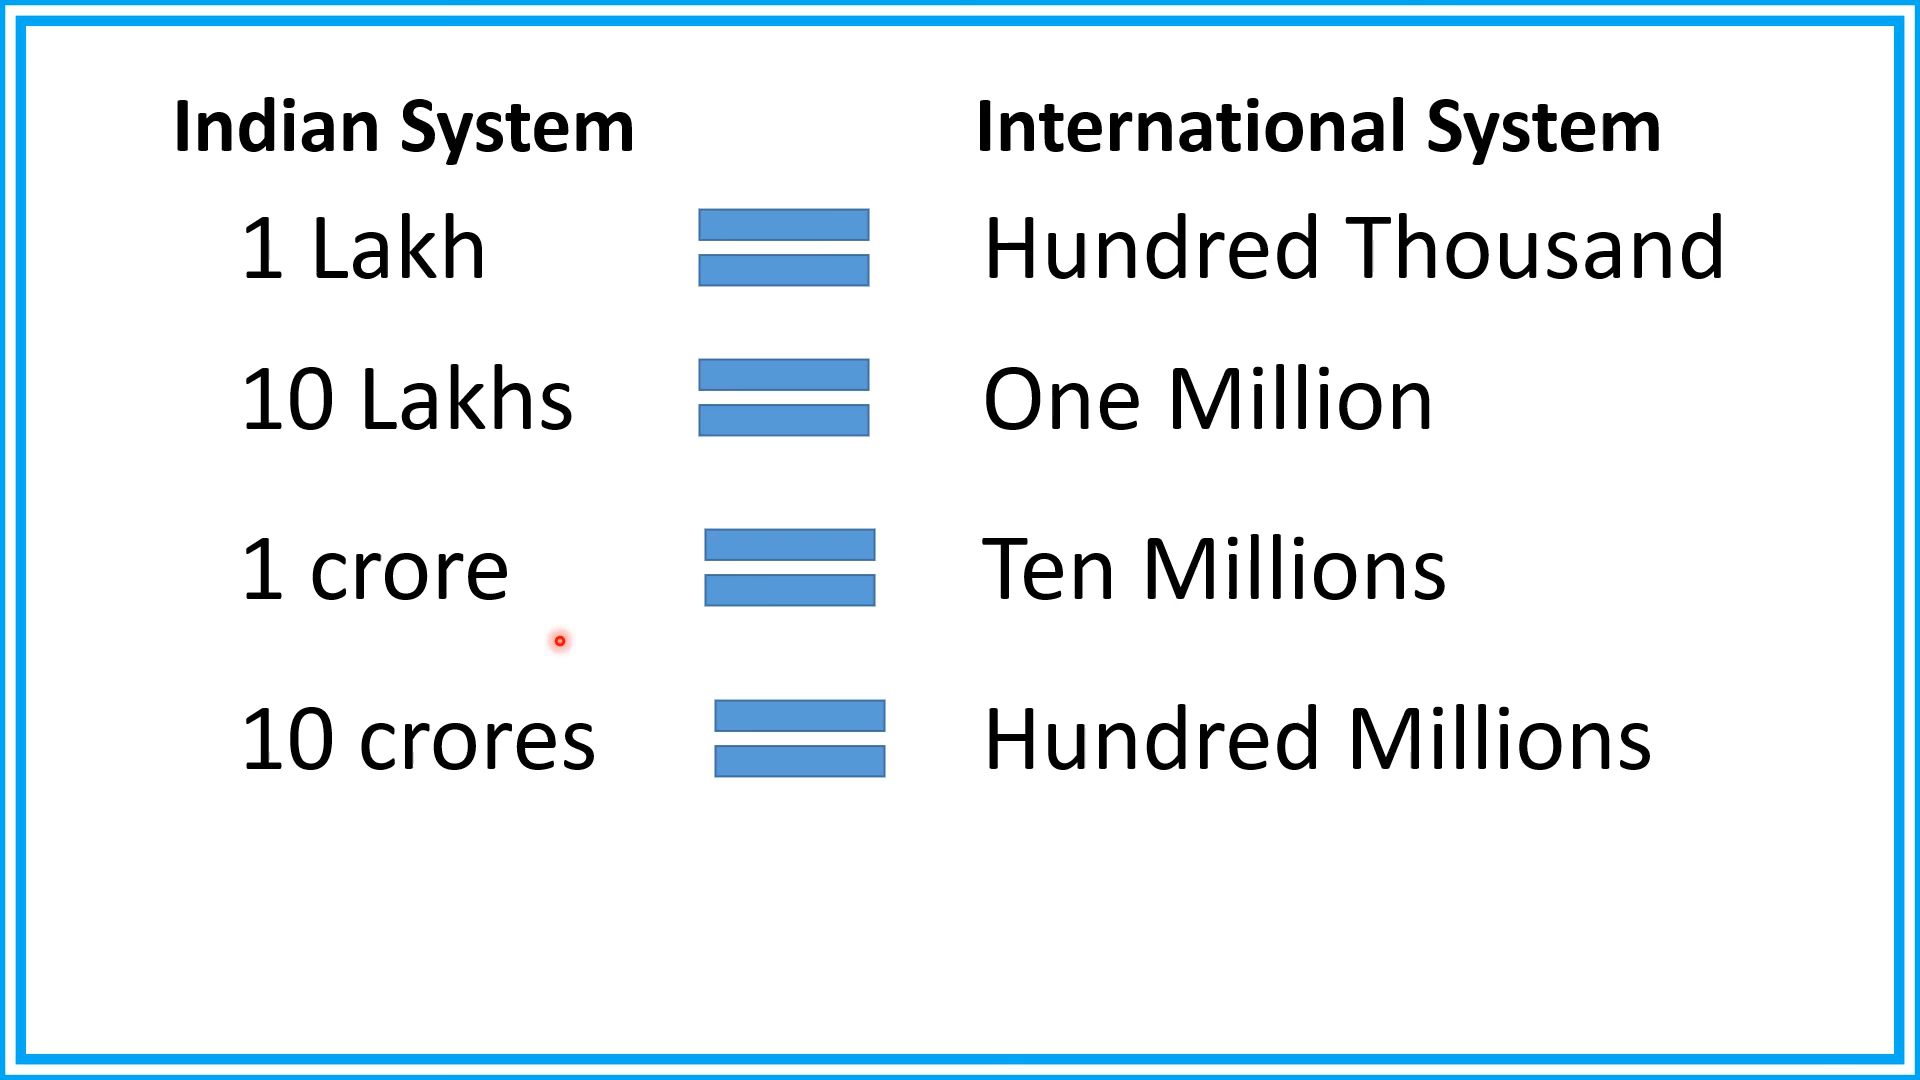 Indian System International System
1 Lakh Hundred Thousand
10 Lakhs One Million
1 crore Ten Millions
10 crores Hundred Millions